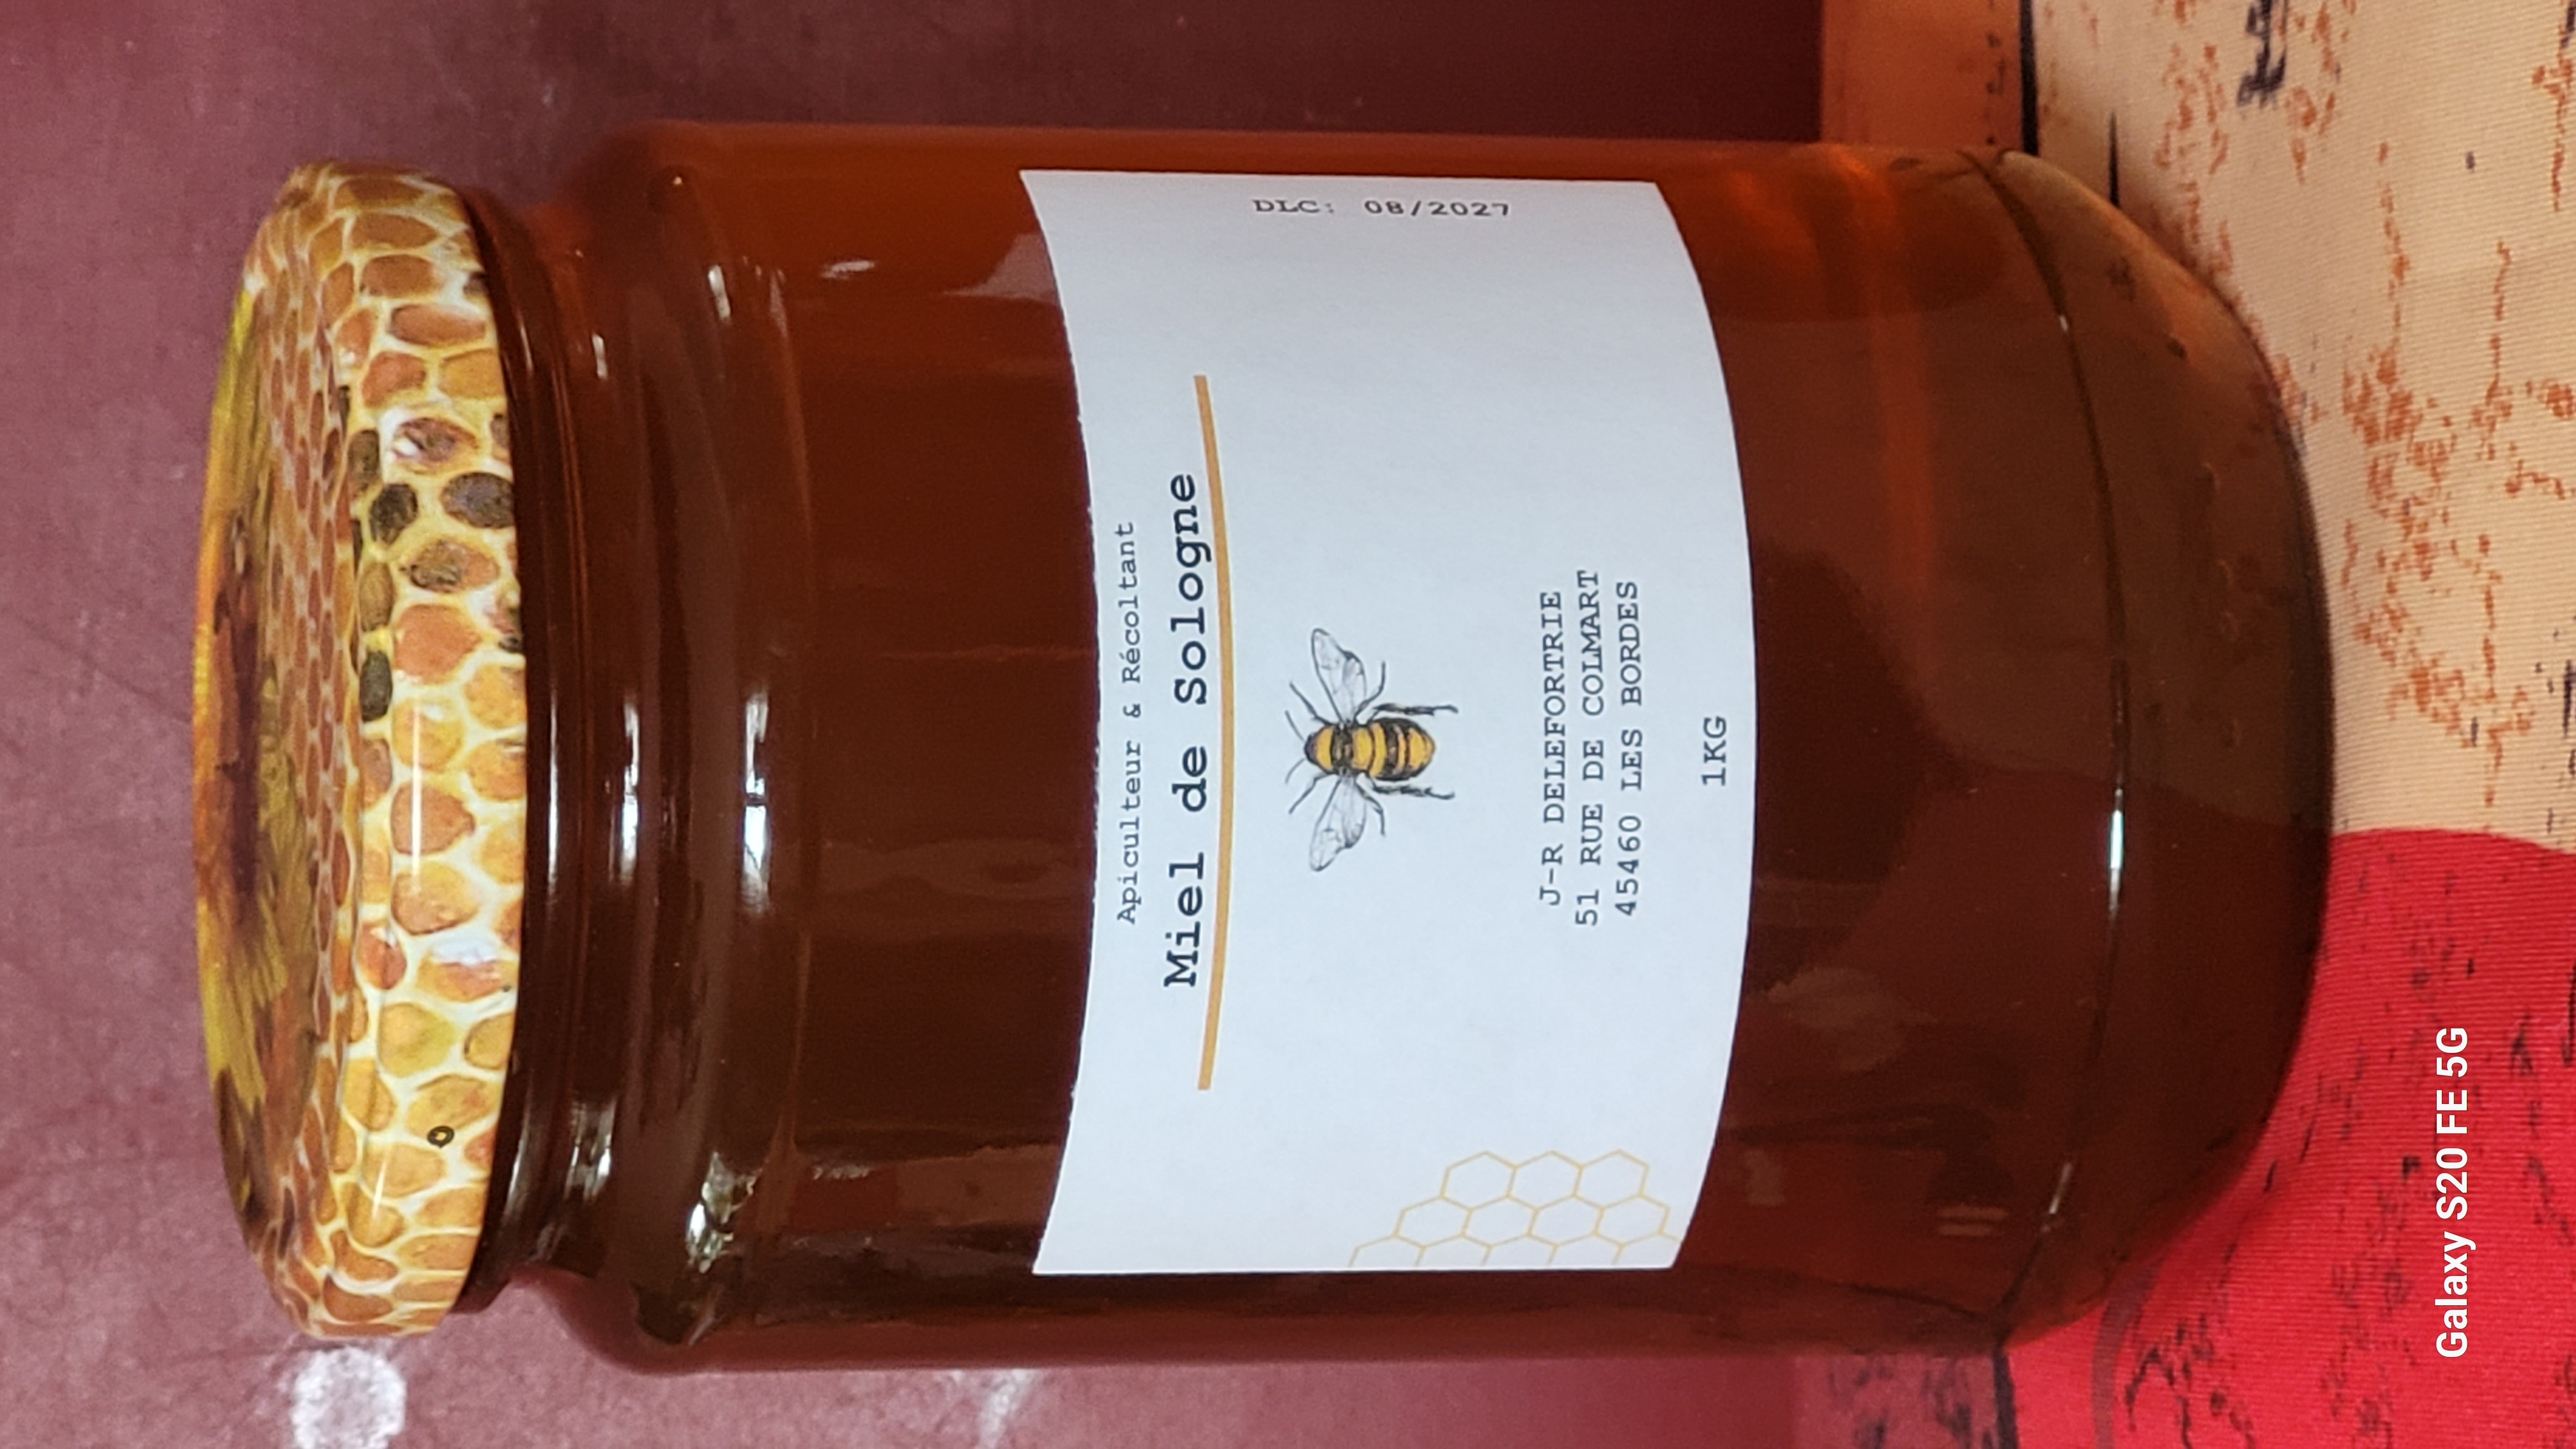 Apiculteur & Récoltant
Miel de Sologne
DLC: 08/2027
J-R DELEFORTRIE
51 RUE DE COLMART
45460 LES BORDES
1KG
Galaxy S20 FE 5G